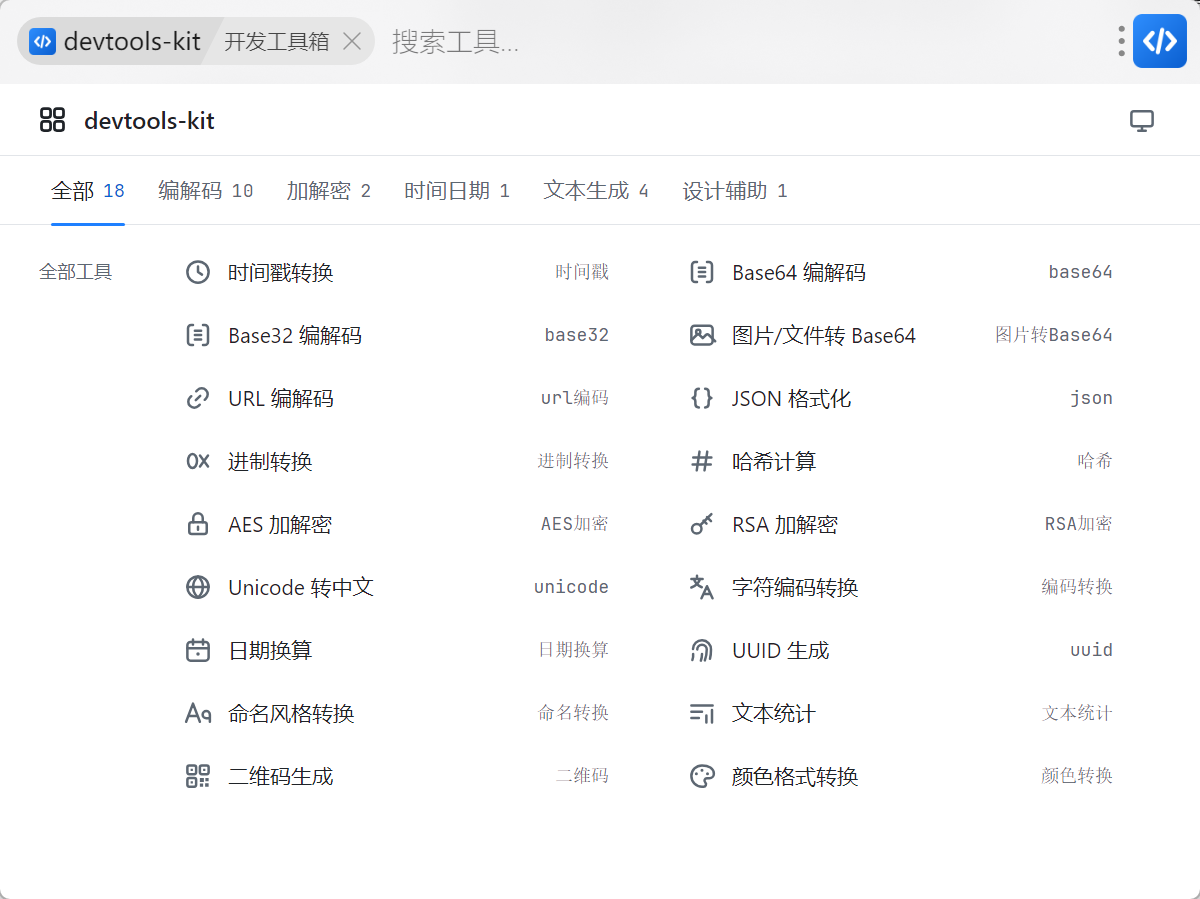 devtools-kit 开发工具箱 搜索工具...
devtools-kit
全部 18 编解码 10 加解密 2 时间日期 1 文本生成 4 设计辅助 1
全部工具
时间戳转换 时间戳 Base64 编解码 base64
Base32 编解码 base32 图片/文件转 Base64 图片转Base64
URL 编解码 url编码 JSON 格式化 json
0X 进制转换 进制转换 哈希计算 哈希
AES 加解密 AES加密 RSA 加解密 RSA加密
Unicode 转中文 unicode 字符编码转换 编码转换
日期换算 日期换算 UUID 生成 uuid
命名风格转换 命名转换 文本统计 文本统计
二维码生成 二维码 颜色格式转换 颜色转换